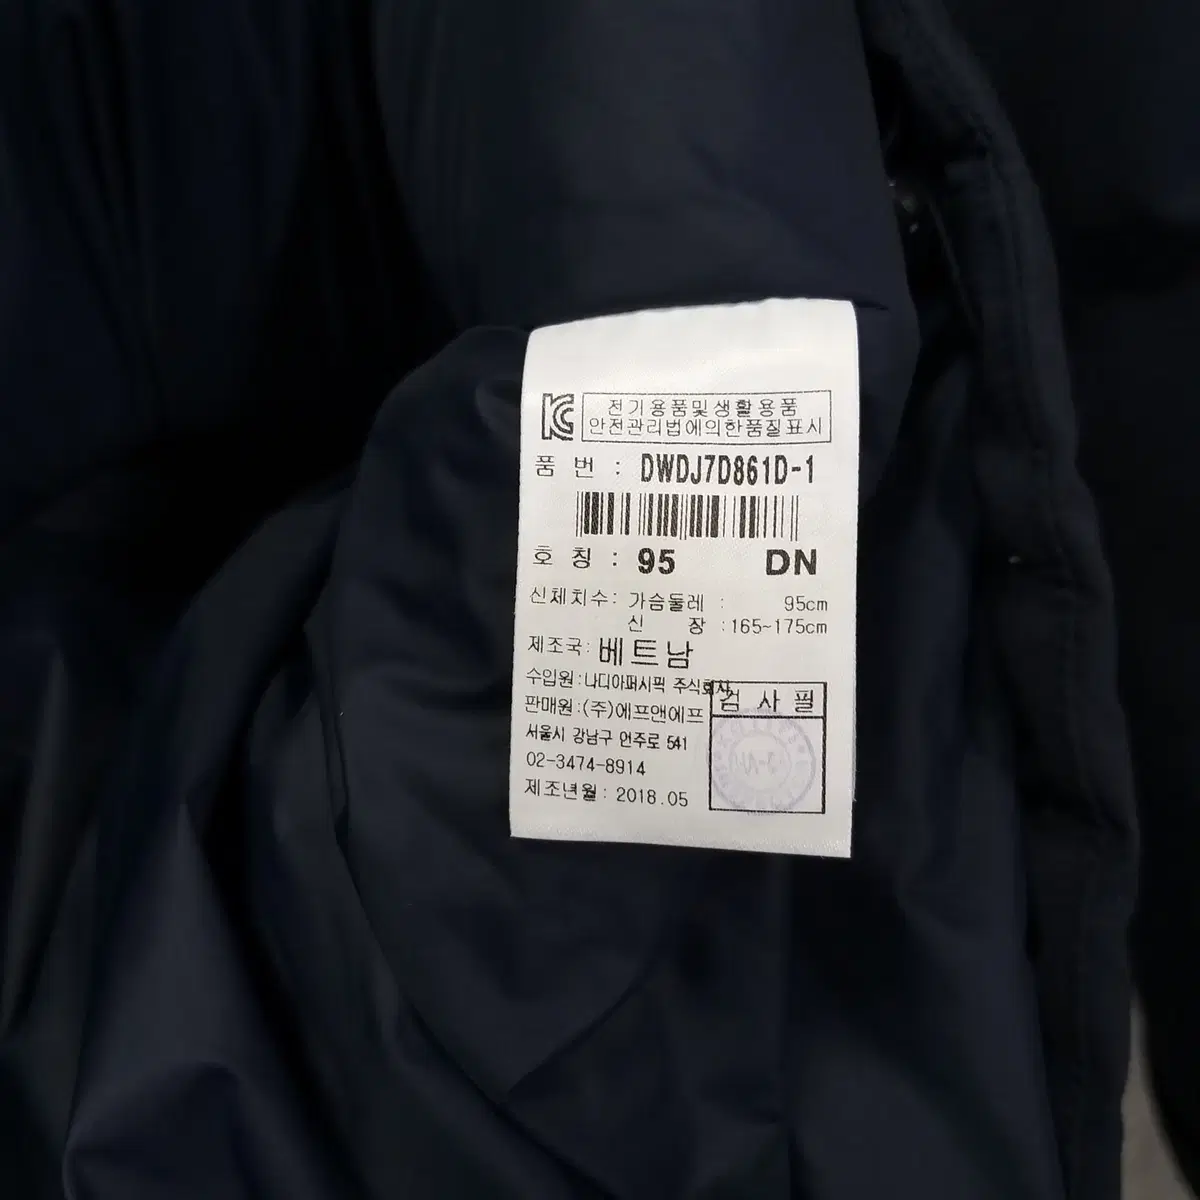 전기용품및생활용품
안전관리법에의한품질표시
품 번 : DWDJ7D861D-1
호 칭 : 95 DN
신체치수: 가슴둘레 : 95cm
신 장 :165~175cm
제조국: 베트남
수입원:나디아퍼시픽 주식회사
판매원:(주)에프앤에프
서울시 강남구 언주로 541
02-3474-8914
제조년월: 2018.05
검 사 필